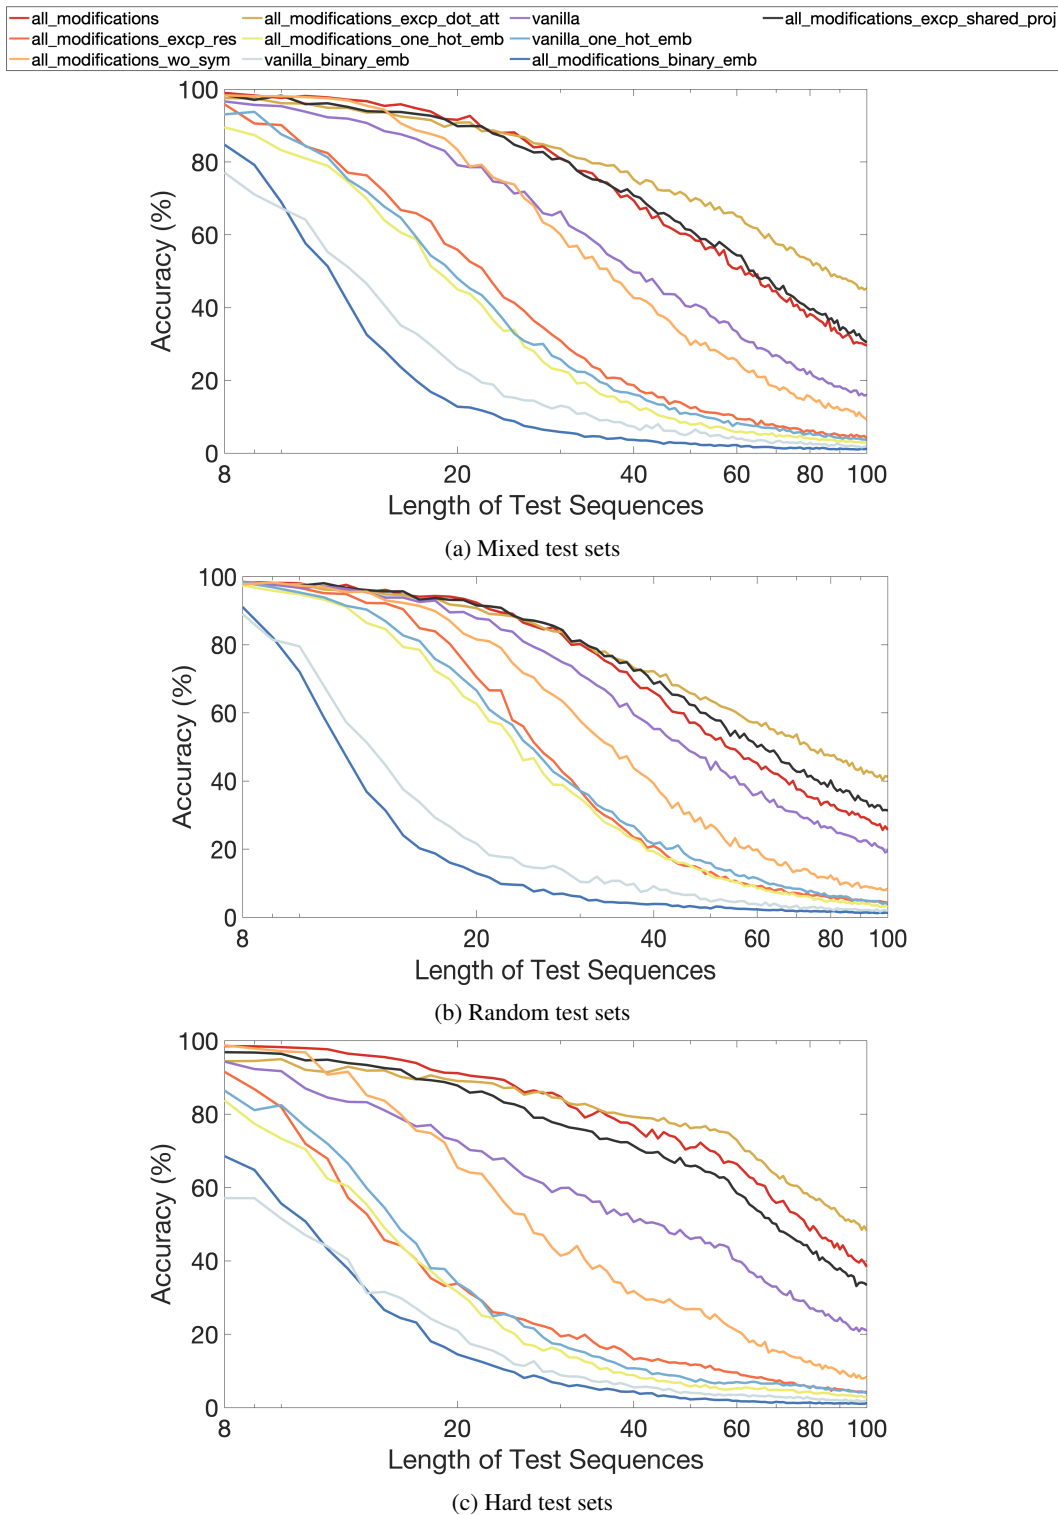 all_modifications all_modifications_excp_dot_att vanilla all_modifications_excp_shared_proj
all_modifications_excp_res all_modifications_one_hot_emb vanilla_one_hot_emb
all_modifications_wo_sym vanilla_binary_emb all_modifications_binary_emb
100
80
60
40
20
0
Accuracy (%)
8 20 40 60 80 100
Length of Test Sequences
(a) Mixed test sets
100
80
60
40
20
0
Accuracy (%)
8 20 40 60 80 100
Length of Test Sequences
(b) Random test sets
100
80
60
40
20
0
Accuracy (%)
8 20 40 60 80 100
Length of Test Sequences
(c) Hard test sets